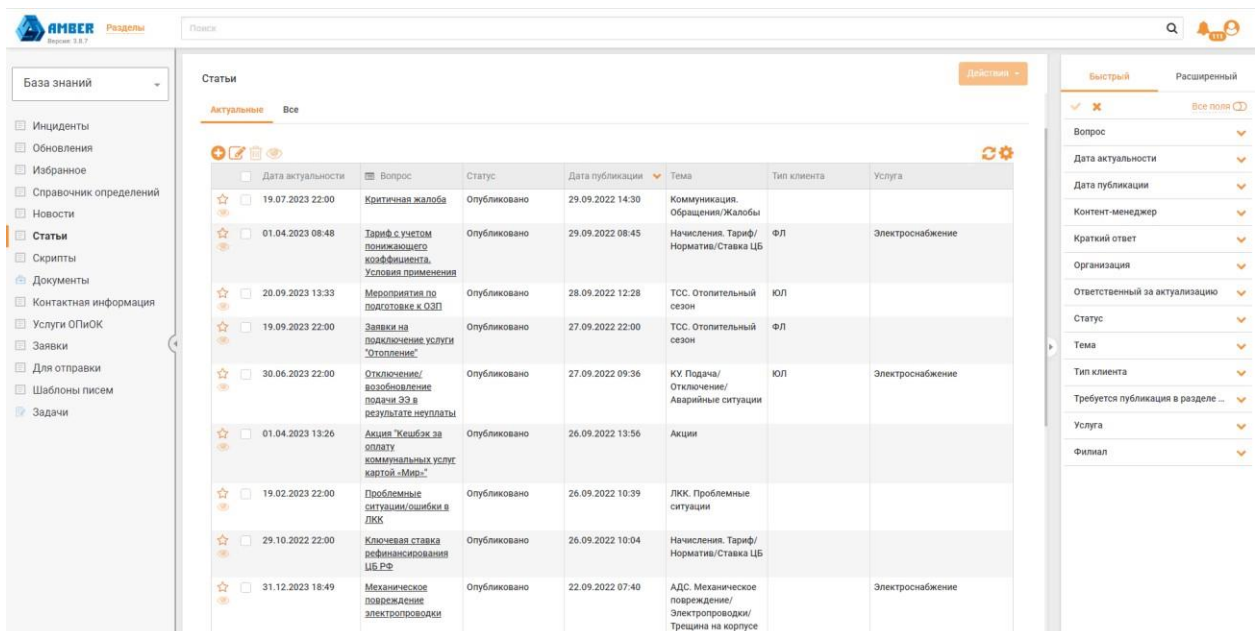 AMBER
Версия: 3.8.7
Разделы
Поиск
111
База знаний
Инциденты
Обновления
Избранное
Справочник определений
Новости
Статьи
Скрипты
Документы
Контактная информация
Услуги ОПиОК
Заявки
Для отправки
Шаблоны писем
Задачи
Статьи
Действия
Актуальные Все
Дата актуальности Вопрос Статус Дата публикации Тема Тип клиента Услуга
19.07.2023 22:00 Критичная жалоба Опубликовано 29.09.2022 14:30 Коммуникация.
Обращения/Жалобы
01.04.2023 08:48 Тариф с учетом Опубликовано 29.09.2022 08:45 Начисления. Тариф/ ФЛ Электроснабжение
понижающего Норматив/Ставка ЦБ
коэффициента.
Условия применения
20.09.2023 13:33 Мероприятия по Опубликовано 28.09.2022 12:28 ТСС. Отопительный ЮЛ
подготовке к ОЗП сезон
19.09.2023 22:00 Заявки на Опубликовано 27.09.2022 22:00 ТСС. Отопительный ФЛ
подключение услуги сезон
"Отопление"
30.06.2023 22:00 Отключение/ Опубликовано 27.09.2022 09:36 КУ. Подача/ ЮЛ Электроснабжение
возобновление Отключение/
подачи ЭЭ в Аварийные ситуации
результате неуплаты
01.04.2023 13:26 Акция "Кешбэк за Опубликовано 26.09.2022 13:56 Акции
оплату
коммунальных услуг
картой «Мир»"
19.02.2023 22:00 Проблемные Опубликовано 26.09.2022 10:39 ЛКК. Проблемные
ситуации/ошибки в ситуации
ЛКК
29.10.2022 22:00 Ключевая ставка Опубликовано 26.09.2022 10:04 Начисления. Тариф/
рефинансирования Норматив/Ставка ЦБ
ЦБ РФ
31.12.2023 18:49 Механическое Опубликовано 22.09.2022 07:40 АДС. Механическое Электроснабжение
повреждение повреждение/
электропроводки Электропроводки/
Трещина на корпусе
Быстрый Расширенный
Все поля
Вопрос
Дата актуальности
Дата публикации
Контент-менеджер
Краткий ответ
Организация
Ответственный за актуализацию
Статус
Тема
Тип клиента
Требуется публикация в разделе ...
Услуга
Филиал